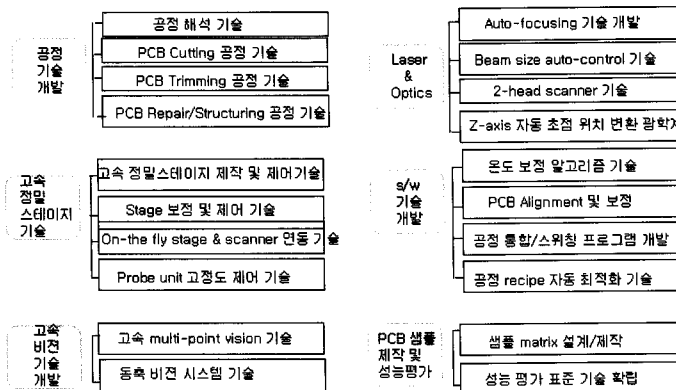 공정
기술
개발
공정 해석 기술
PCB Cutting 공정 기술
PCB Trimming 공정 기술
PCB Repair/Structuring 공정 기술
Laser
&
Optics
Auto-focusing 기술 개발
Beam size auto-control 기술
2-head scanner 기술
Z-axis 자동 초점 위치 변환 광학계
고속
정밀
스테이지
기술
고속 정밀스테이지 제작 및 제어기술
Stage 보정 및 제어 기술
On-the fly stage & scanner 연동 기술
Probe unit 고정도 제어 기술
s/w
기술
개발
온도 보정 알고리즘 기술
PCB Alignment 및 보정
공정 통합/스위칭 프로그램 개발
공정 recipe 자동 최적화 기술
고속
비젼
기술
개발
고속 multi-point vision 기술
동축 비젼 시스템 기술
PCB 샘플
제작 및
성능평가
샘플 matrix 설계/제작
성능 평가 표준 기술 확립